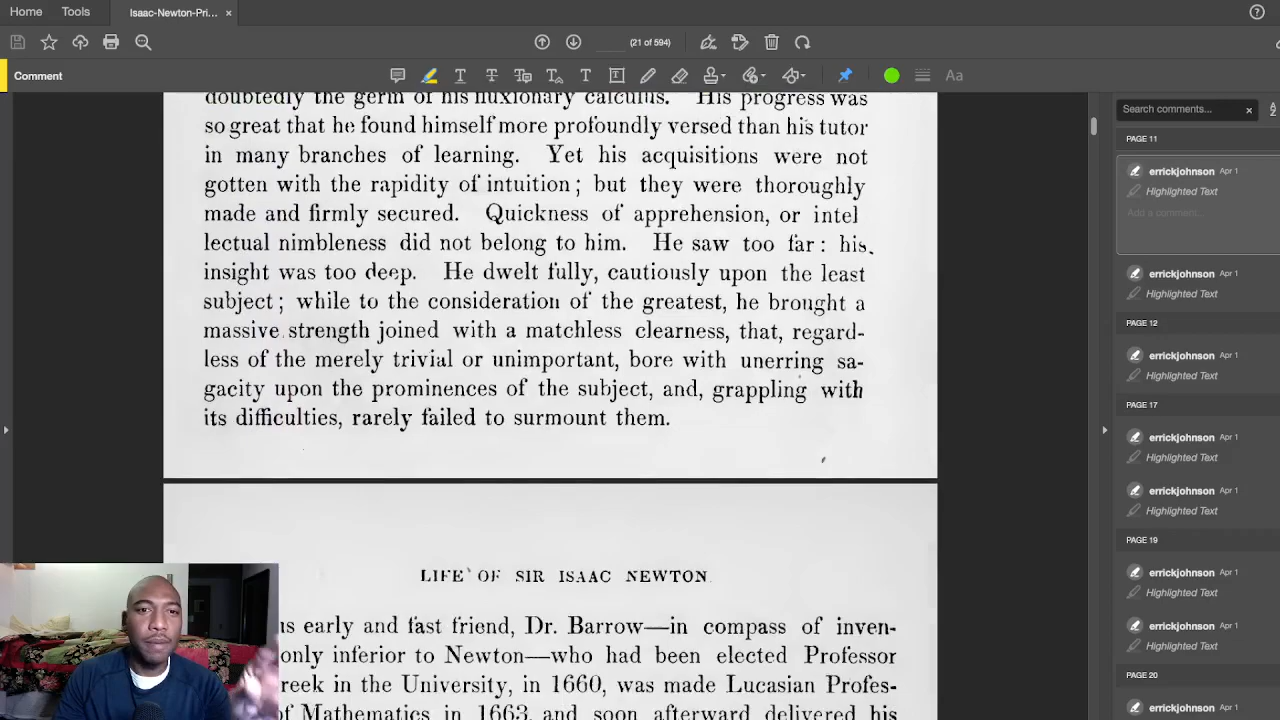 Home
Tools
Isaac-Newton-Pri...
(21 of 594)
Comment
Aa
doubtedly the germ of his fluxionary calculus. His progress was
so great that he found himself more profoundly versed than his tutor
in many branches of learning. Yet his acquisitions were not
gotten with the rapidity of intuition; but they were thoroughly
made and firmly secured. Quickness of apprehension, or intel
lectual nimbleness did not belong to him. He saw too far: his
insight was too deep. He dwelt fully, cautiously upon the least
subject; while to the consideration of the greatest, he brought a
massive strength joined with a matchless clearness, that, regard-
less of the merely trivial or unimportant, bore with unerring sa-
gacity upon the prominences of the subject, and, grappling with
its difficulties, rarely failed to surmount them.
LIFE OF SIR ISAAC NEWTON
early and fast friend, Dr. Barrow—in compass of inven-
only inferior to Newton—who had been elected Professor
in the University, in 1660, was made Lucasian Profes-
of Mathematics in 1663, and soon afterward delivered his
Search comments...
PAGE 11
errickjohnson Apr 1
Highlighted Text
Add a comment...
errickjohnson Apr 1
Highlighted Text
PAGE 12
errickjohnson Apr 1
Highlighted Text
PAGE 17
errickjohnson Apr 1
Highlighted Text
errickjohnson Apr 1
Highlighted Text
PAGE 19
errickjohnson Apr 1
Highlighted Text
errickjohnson Apr 1
Highlighted Text
PAGE 20
errickjohnson Apr 1